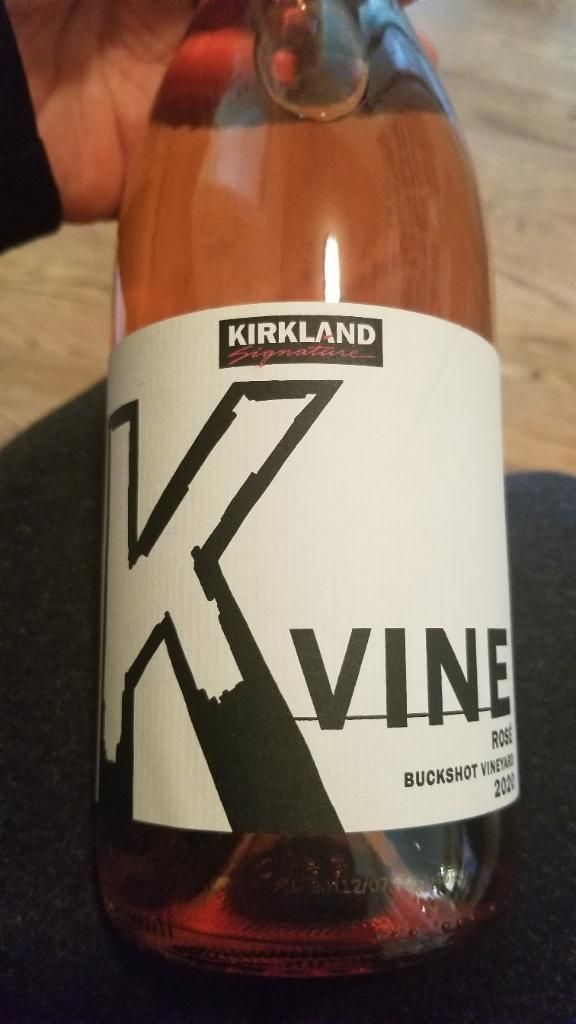 KIRKLAND
Signature
K
VINE
ROSÉ
BUCKSHOT VINEYARD
2020